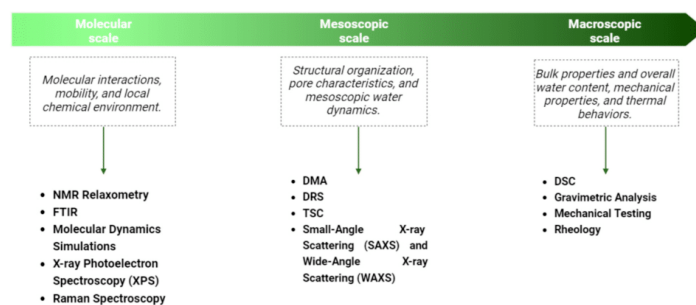 Molecular
scale
Mesoscopic
scale
Macroscopic
scale
Molecular interactions,
mobility, and local
chemical environment.
Structural organization,
pore characteristics, and
mesoscopic water
dynamics.
Bulk properties and overall
water content, mechanical
properties, and thermal
behaviors.
• NMR Relaxometry
• FTIR
• Molecular Dynamics
Simulations
• X-ray Photoelectron
Spectroscopy (XPS)
• Raman Spectroscopy
• DMA
• DRS
• TSC
• Small-Angle X-ray
Scattering (SAXS) and
Wide-Angle X-ray
Scattering (WAXS)
• DSC
• Gravimetric Analysis
• Mechanical Testing
• Rheology